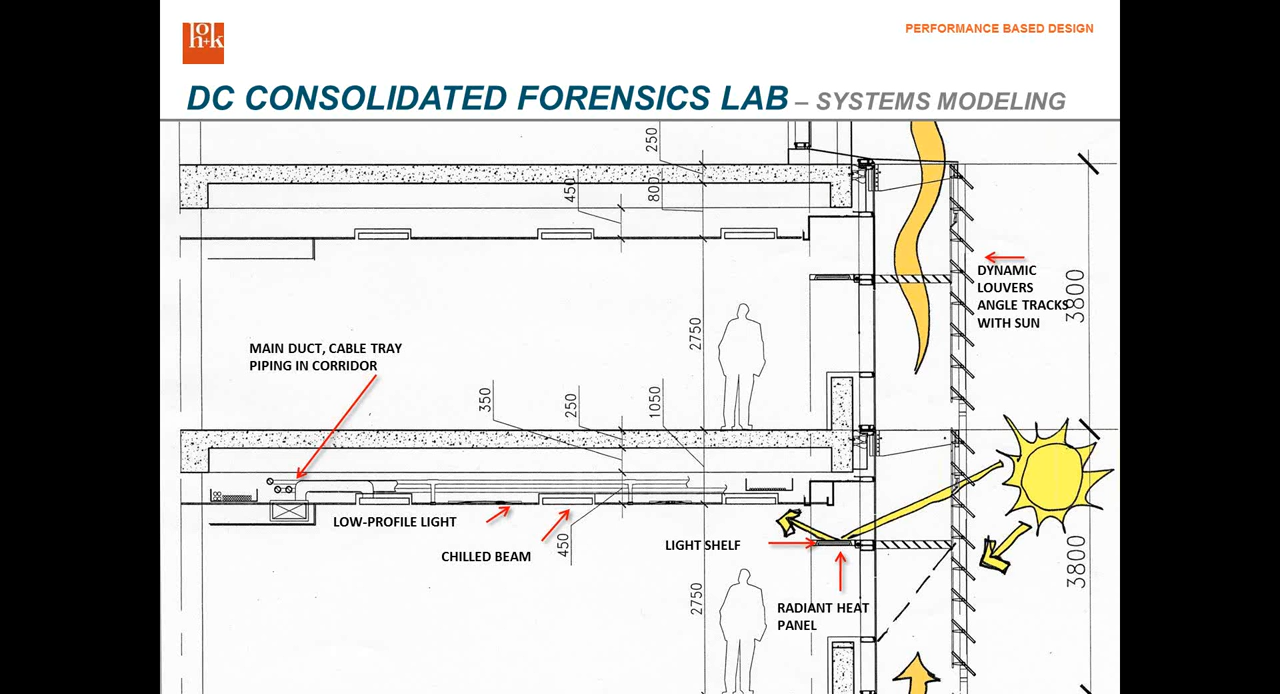 ho+k
PERFORMANCE BASED DESIGN
DC CONSOLIDATED FORENSICS LAB – SYSTEMS MODELING
250
450
800
DYNAMIC
LOUVERS
ANGLE TRACKS
WITH SUN
3800
2750
MAIN DUCT, CABLE TRAY
PIPING IN CORRIDOR
350
250
1050
LOW-PROFILE LIGHT
CHILLED BEAM
450
LIGHT SHELF
3800
2750
RADIANT HEAT
PANEL